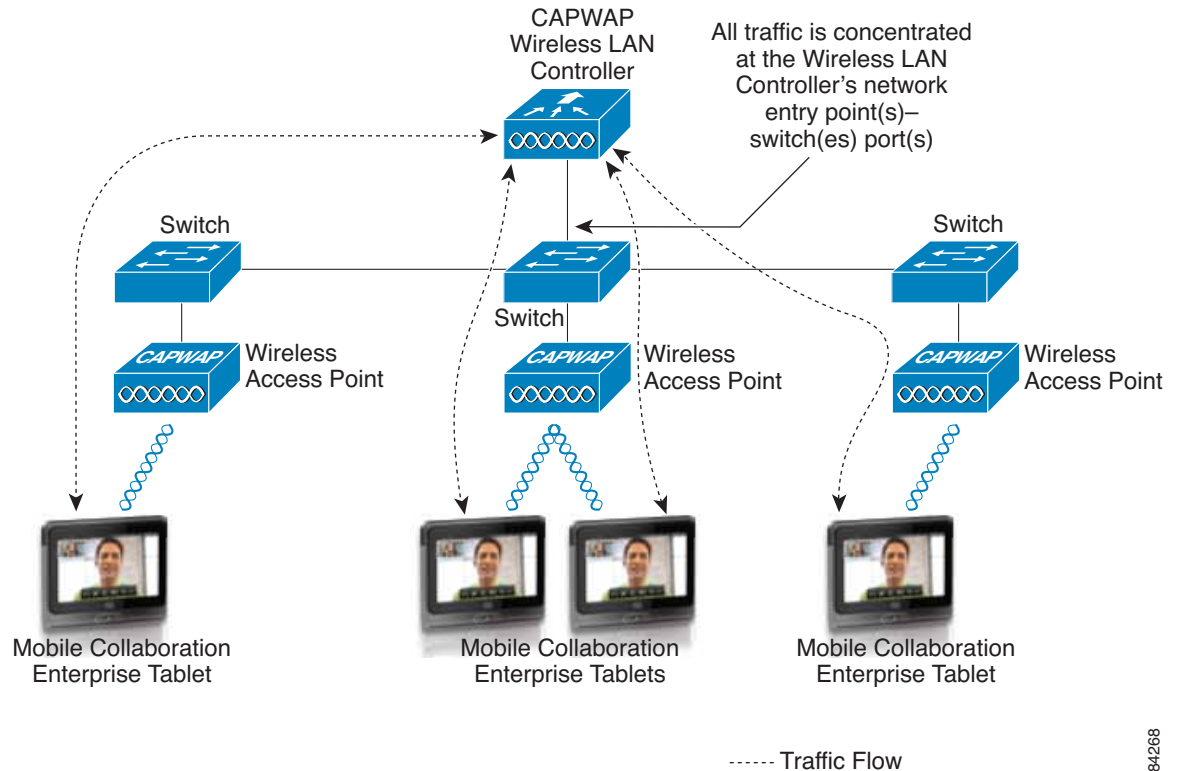 CAPWAP
Wireless LAN
Controller
All traffic is concentrated
at the Wireless LAN
Controller's network
entry point(s)–
switch(es) port(s)
Switch
Switch
Switch
CAPWAP
Wireless
Access Point
CAPWAP
Wireless
Access Point
CAPWAP
Wireless
Access Point
Mobile Collaboration
Enterprise Tablet
Mobile Collaboration
Enterprise Tablets
Mobile Collaboration
Enterprise Tablet
Traffic Flow
84268